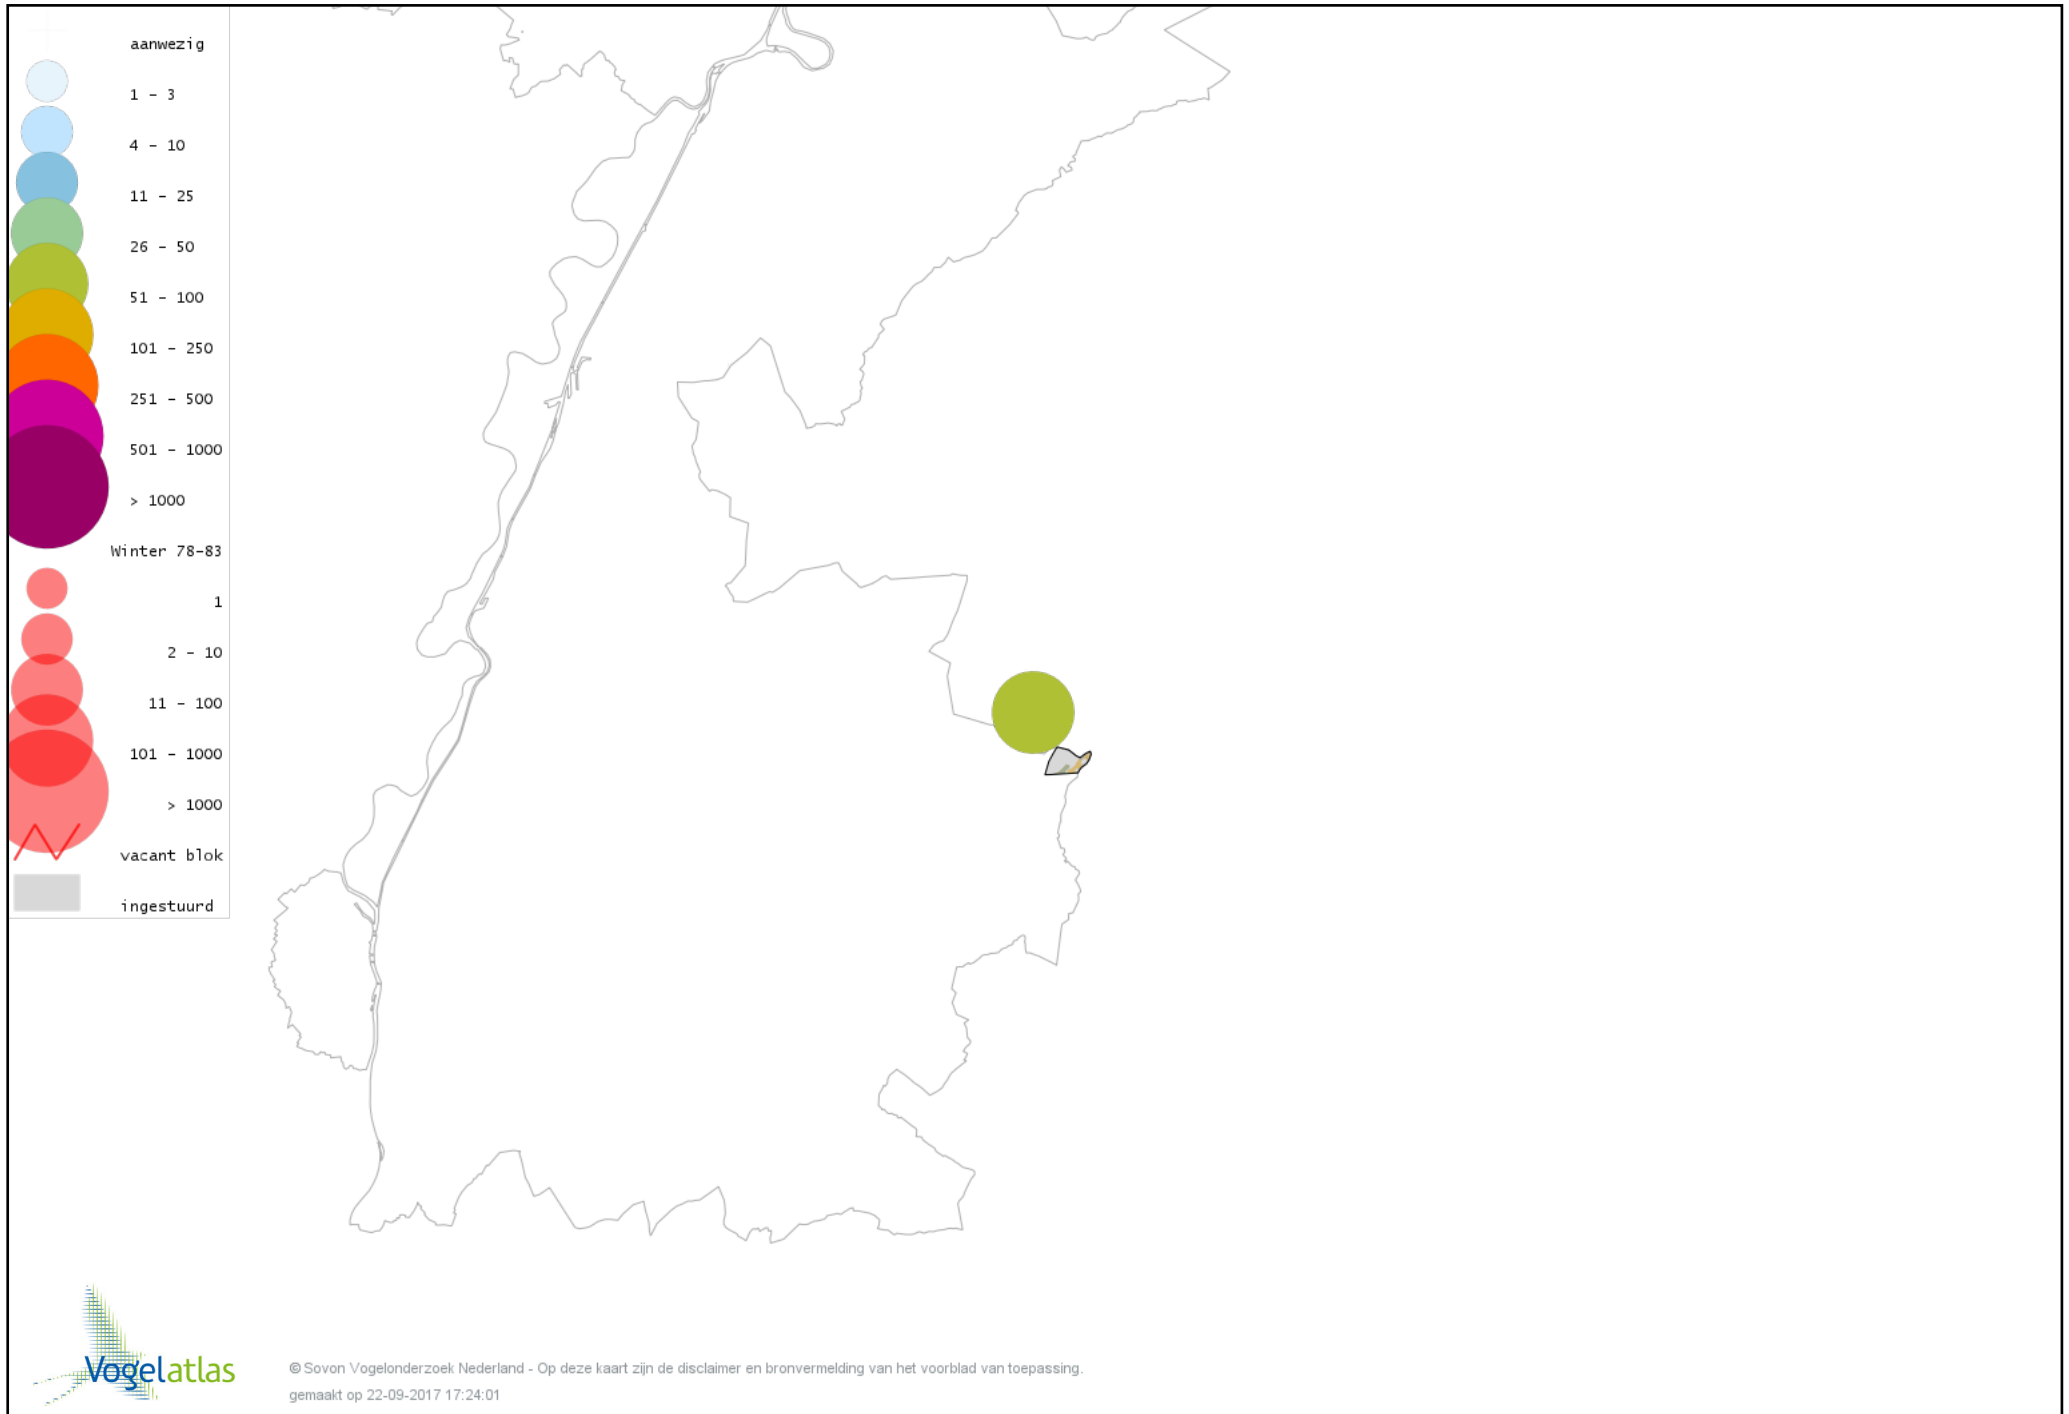 aanwezig
1 - 3
4 - 10
11 - 25
26 - 50
51 - 100
101 - 250
251 - 500
501 - 1000
> 1000
Winter 78-83
1
2 - 10
11 - 100
101 - 1000
> 1000
vacant blok
ingestuurd
Vogelatlas
© Sovon Vogelonderzoek Nederland - Op deze kaart zijn de disclaimer en bronvermelding van het voorblad van toepassing.
gemaakt op 22-09-2017 17:24:01